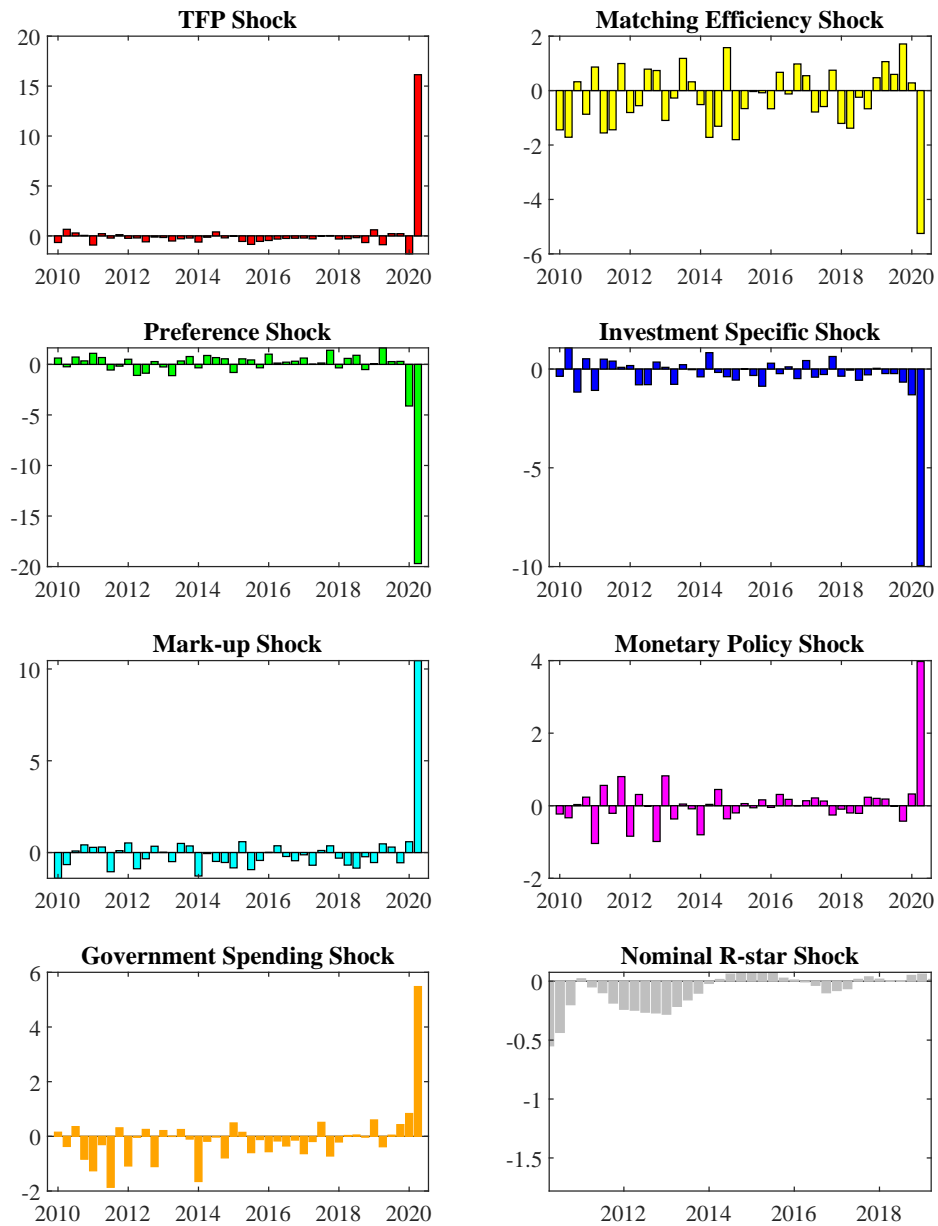 TFP Shock
20
15
10
5
0
2010 2012 2014 2016 2018 2020
Matching Efficiency Shock
2
0
-2
-4
-6
2010 2012 2014 2016 2018 2020
Preference Shock
0
-5
-10
-15
-20
2010 2012 2014 2016 2018 2020
Investment Specific Shock
0
-5
-10
2010 2012 2014 2016 2018 2020
Mark-up Shock
10
5
0
2010 2012 2014 2016 2018 2020
Monetary Policy Shock
4
2
0
-2
2010 2012 2014 2016 2018 2020
Government Spending Shock
6
4
2
0
-2
2010 2012 2014 2016 2018 2020
Nominal R-star Shock
0
-0.5
-1
-1.5
2012 2014 2016 2018